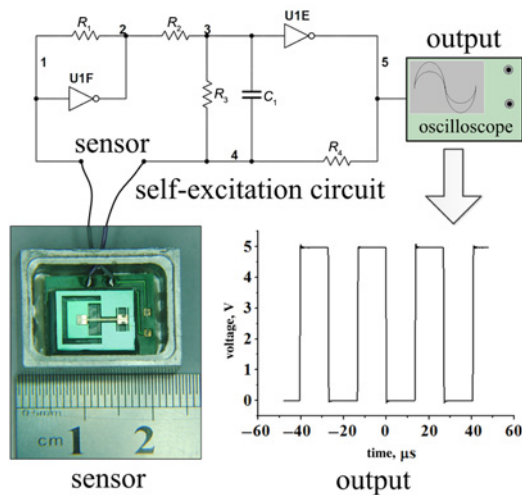 U1E
output
R1
2
R2
3
1
5
U1F
R3
C1
oscilloscope
sensor
4
R4
self-excitation circuit
5
4
3
2
1
0
voltage, V
−60 −40 −20 0 20 40 60
time, μs
0.5mm
cm 1 2
sensor
output